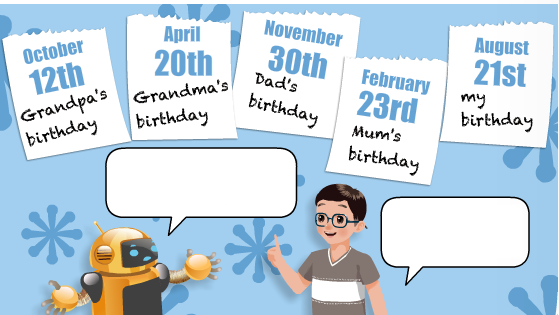 October
12th
Grandpa's
birthday
April
20th
Grandma's
birthday
November
30th
Dad's
birthday
February
23rd
Mum's
birthday
August
21st
my
birthday